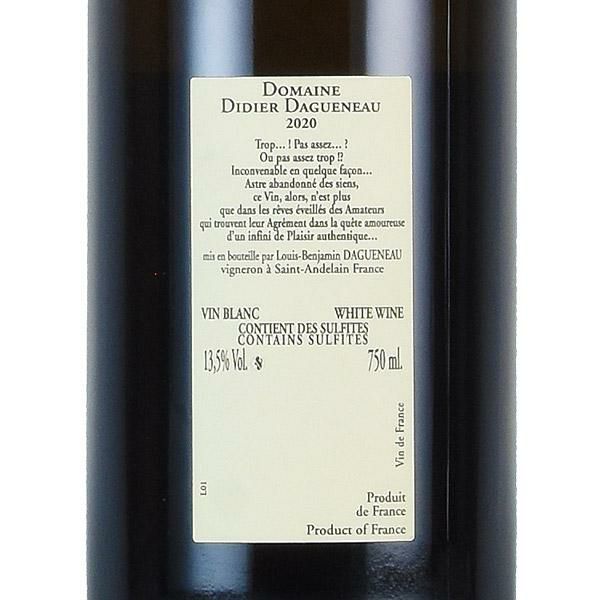 DOMAINE
DIDIER DAGUENEAU
2020
Trop... ! Pas assez... ?
Ou pas assez trop !?
Inconvenable en quelque façon...
Astre abandonné des siens,
ce Vin, alors, n'est plus
que dans les rêves éveillés des Amateurs
qui trouvent leur Agrément dans la quête amoureuse
d'un infini de Plaisir authentique...
mis en bouteille par Louis-Benjamin DAGUENEAU
vigneron à Saint-Andelain France
VIN BLANC WHITE WINE
CONTIENT DES SULFITES
CONTAINS SULFITES
13,5% Vol. 750 ml.
Vin de France
L01
Produit
de France
Product of France